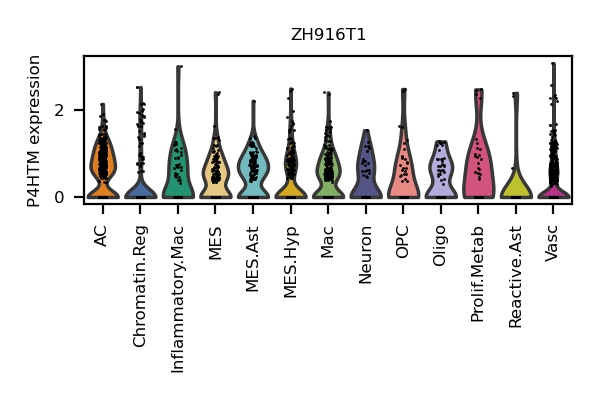 ZH916T1
P4HTM expression
2
0
AC
Chromatin.Reg
Inflammatory.Mac
MES
MES.Ast
MES.Hyp
Mac
Neuron
OPC
Oligo
Prolif.Metab
Reactive.Ast
Vasc